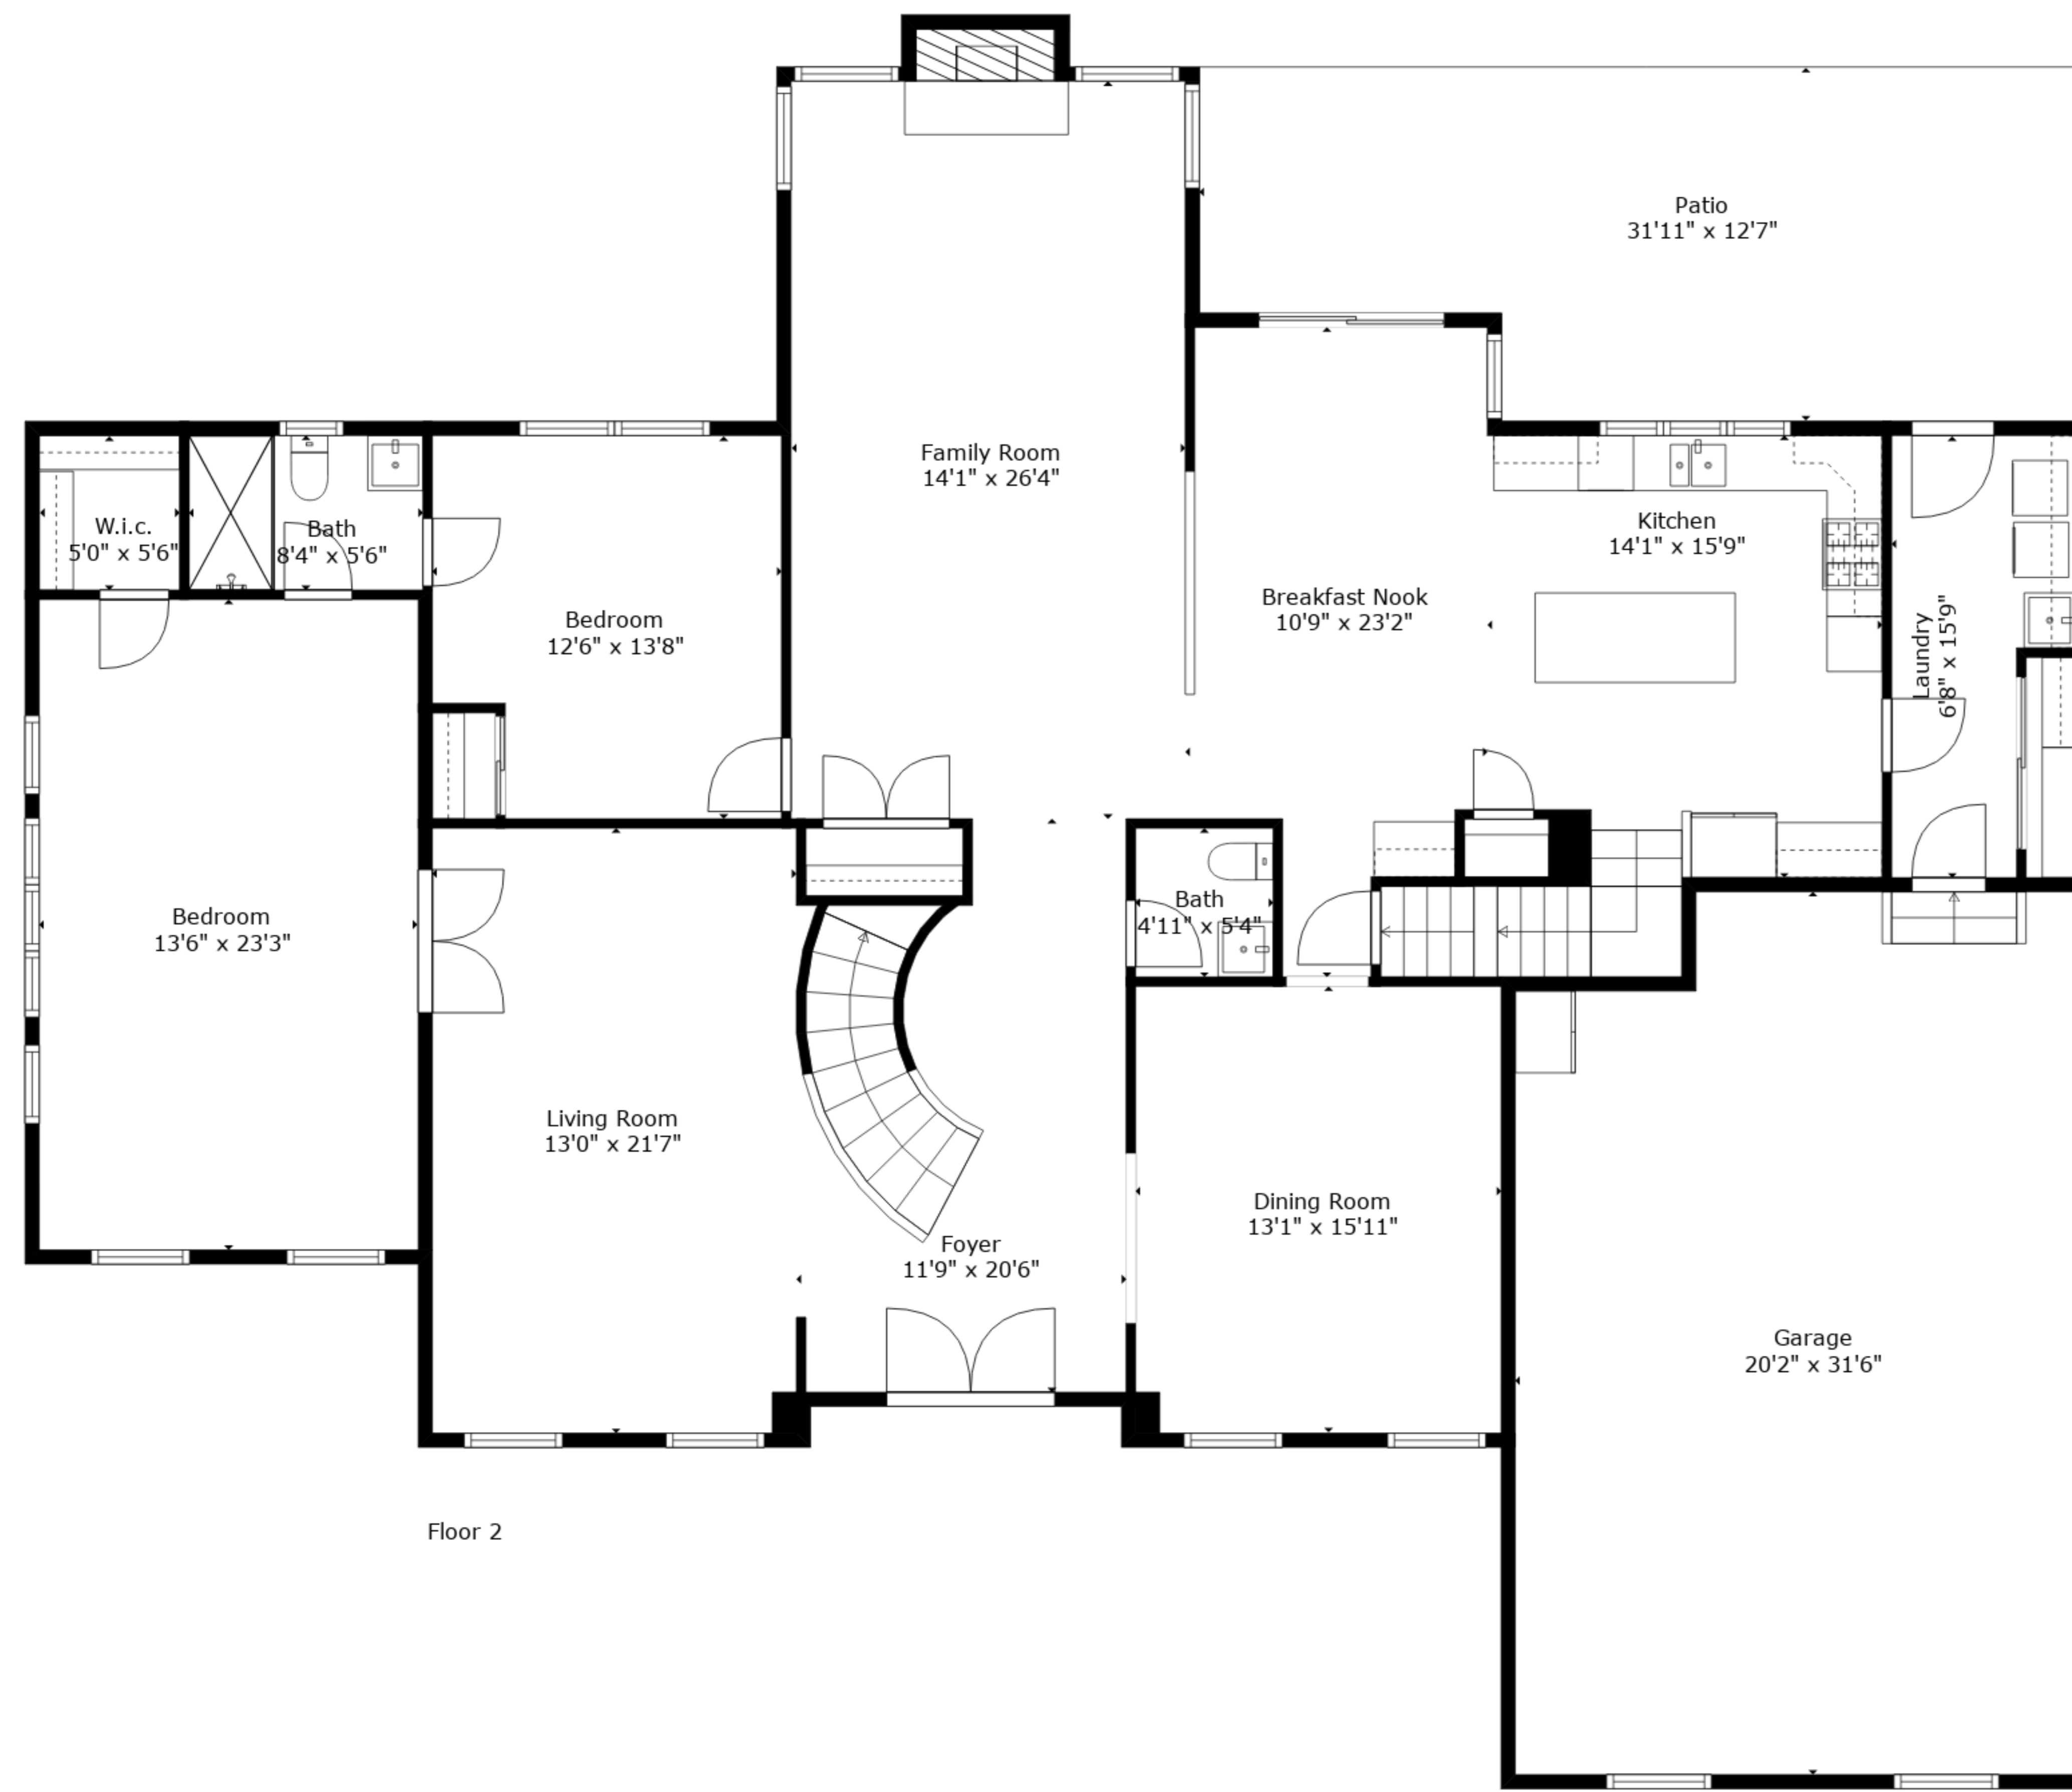 Patio
31'11" x 12'7"
Family Room
14'1" x 26'4"
W.i.c.
5'0" x 5'6"
Bath
8'4" x 5'6"
Kitchen
14'1" x 15'9"
Bedroom
12'6" x 13'8"
Breakfast Nook
10'9" x 23'2"
Laundry
6'8" x 15'9"
Bedroom
13'6" x 23'3"
Bath
4'11" x 5'4"
Living Room
13'0" x 21'7"
Dining Room
13'1" x 15'11"
Foyer
11'9" x 20'6"
Garage
20'2" x 31'6"
Floor 2